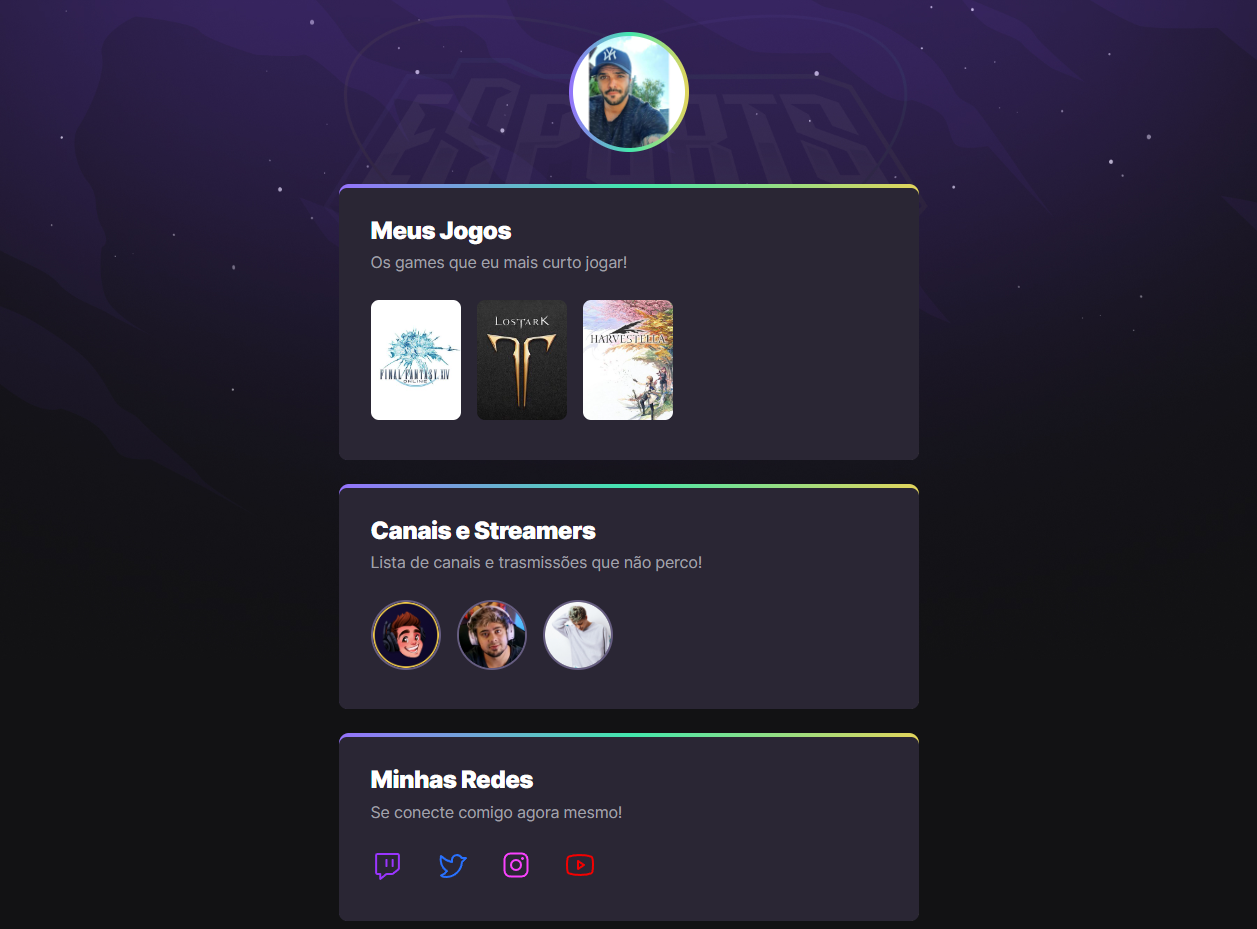 ESPORTS
Meus Jogos
Os games que eu mais curto jogar!
FINAL FANTASY XIV
ONLINE
LOSTARK
HARVESTELLA
Canais e Streamers
Lista de canais e trasmissões que não perco!
Minhas Redes
Se conecte comigo agora mesmo!